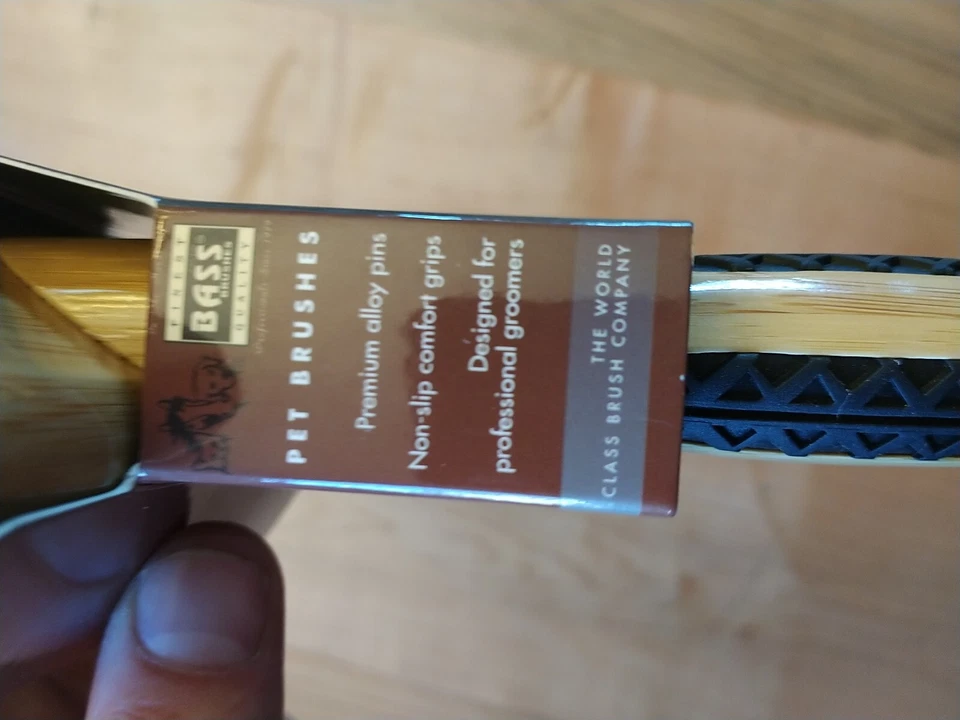 FINEST
BASS®
BRUSHES
QUALITY
PET BRUSHES
Premium alloy pins
Non-slip comfort grips
Designed for
professional groomers
THE WORLD
CLASS BRUSH COMPANY